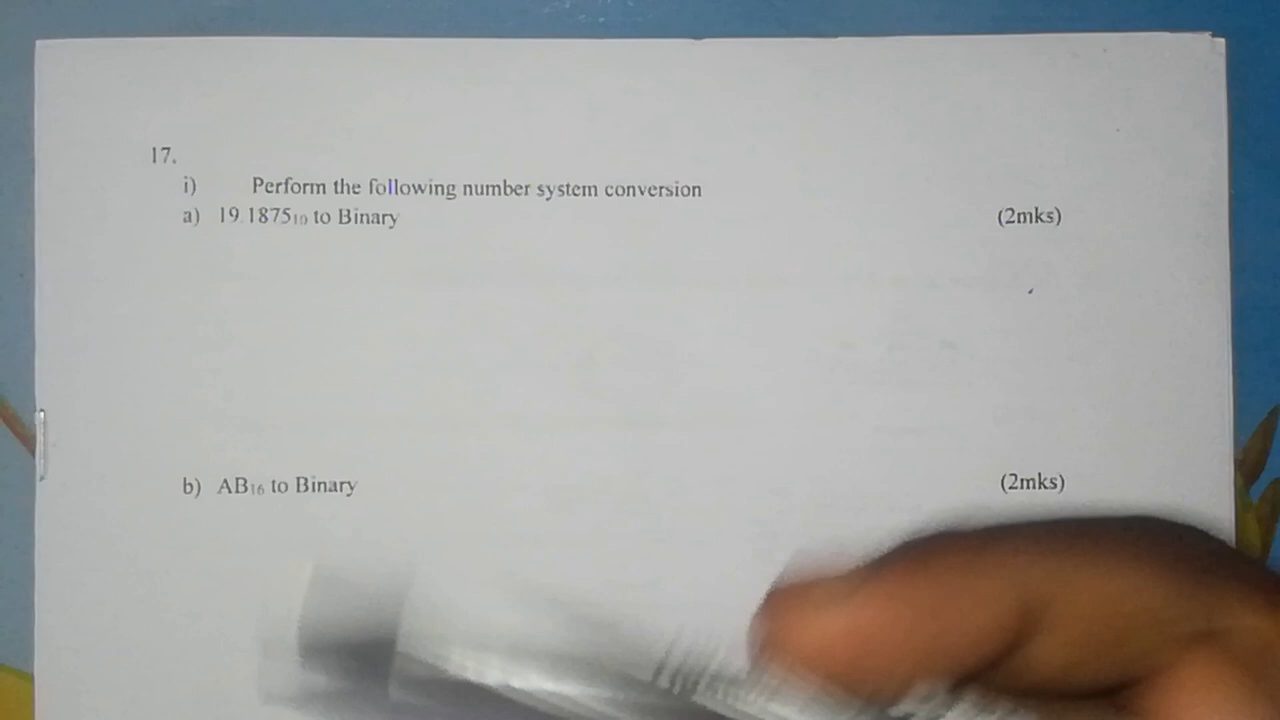 17.
i) Perform the following number system conversion
a) 19.1875₁₀ to Binary (2mks)
b) AB₁₆ to Binary (2mks)